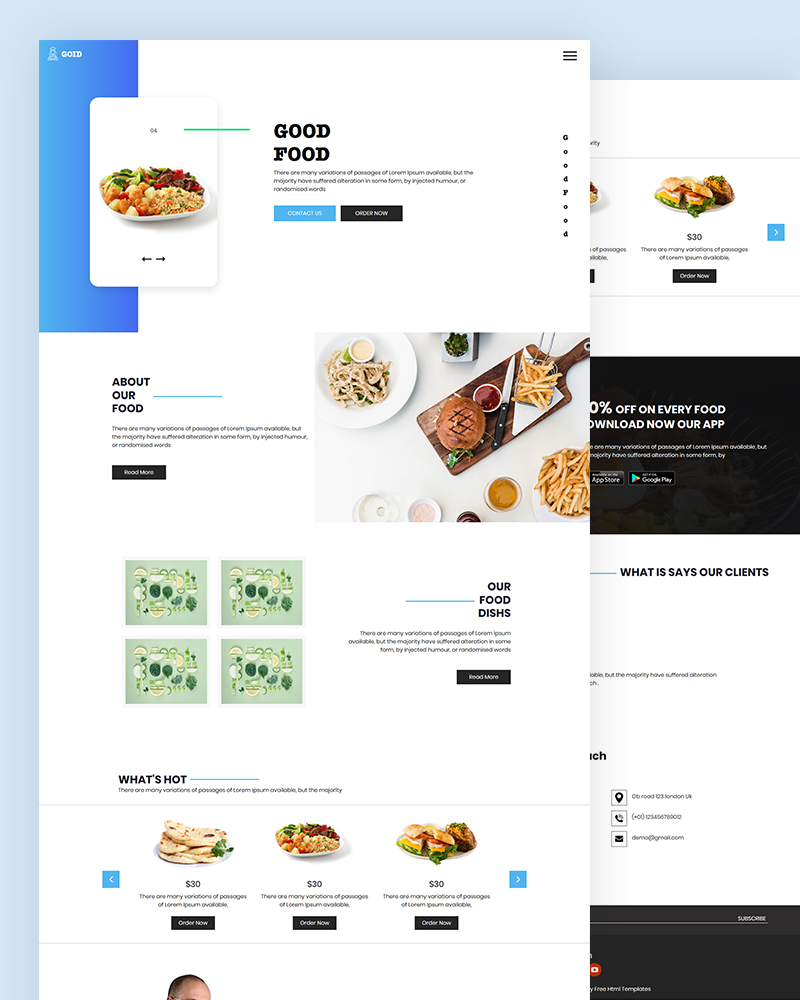 GOID
04
GOOD
FOOD
There are many variations of passages of Lorem Ipsum available, but the
majority have suffered alteration in some form, by injected humour, or
randomised words
CONTACT US
ORDER NOW
G
o
o
d
F
o
o
d
ABOUT
OUR
FOOD
There are many variations of passages of Lorem Ipsum available, but
the majority have suffered alteration in some form, by injected humour,
or randomised words
Read More
OUR
FOOD
DISHS
There are many variations of passages of Lorem Ipsum
available, but the majority have suffered alteration in some
form, by injected humour, or randomised words
Read More
WHAT'S HOT
There are many variations of passages of Lorem Ipsum available, but the majority
$30
There are many variations of passages
of Lorem Ipsum available,
Order Now
$30
There are many variations of passages
of Lorem Ipsum available,
Order Now
$30
There are many variations of passages
of Lorem Ipsum available,
Order Now
of passages
$30
There are many variations of passages
of Lorem Ipsum available,
Order Now
0% OFF ON EVERY FOOD
OWNLOAD NOW OUR APP
are many variations of passages of Lorem Ipsum available, but
majority have suffered alteration in some form, by
App Store
GET IT ON
Google Play
WHAT IS SAYS OUR CLIENTS
able, but the majority have suffered alteration
ch .
uch
Gb road 123 london Uk
(+01) 123456789012
demo@gmail.com
SUBSCRIBE
y Free Html Templates